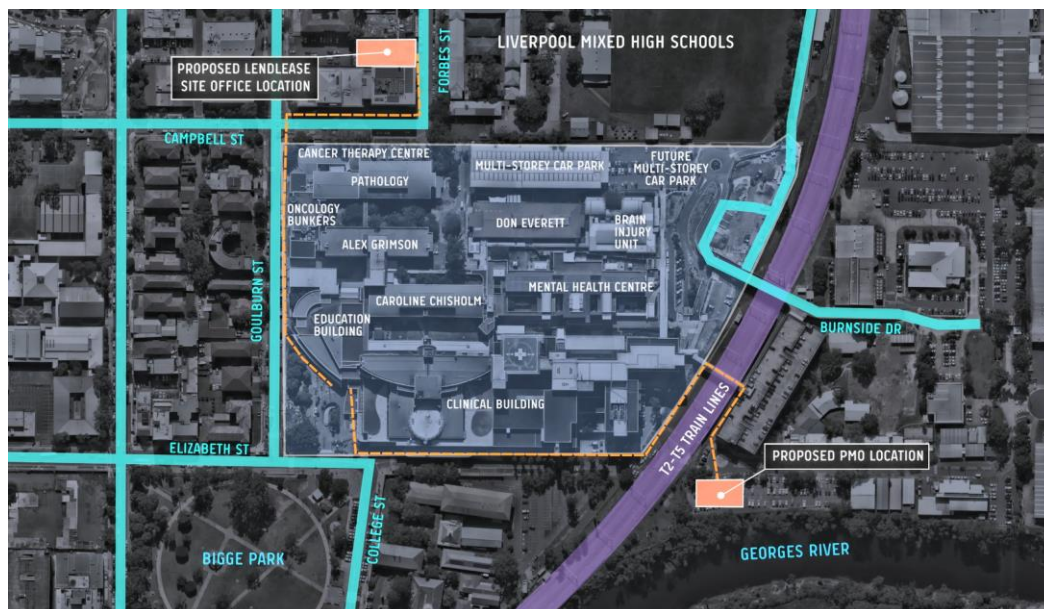 LIVERPOOL MIXED HIGH SCHOOLS
FORBES ST
PROPOSED LENDLEASE
SITE OFFICE LOCATION
CAMPBELL ST
CANCER THERAPY CENTRE
PATHOLOGY
MULTI-STOREY CAR PARK
FUTURE
MULTI-STOREY
CAR PARK
ONCOLOGY
BUNKERS
ALEX GRIMSON
DON EVERETT
BRAIN
INJURY
UNIT
GOULBURN ST
CAROLINE CHISHOLM
MENTAL HEALTH CENTRE
EDUCATION
BUILDING
BURNSIDE DR
CLINICAL BUILDING
T2-T5 TRAIN LINES
ELIZABETH ST
PROPOSED PMO LOCATION
COLLEGE ST
BIGGE PARK
GEORGES RIVER